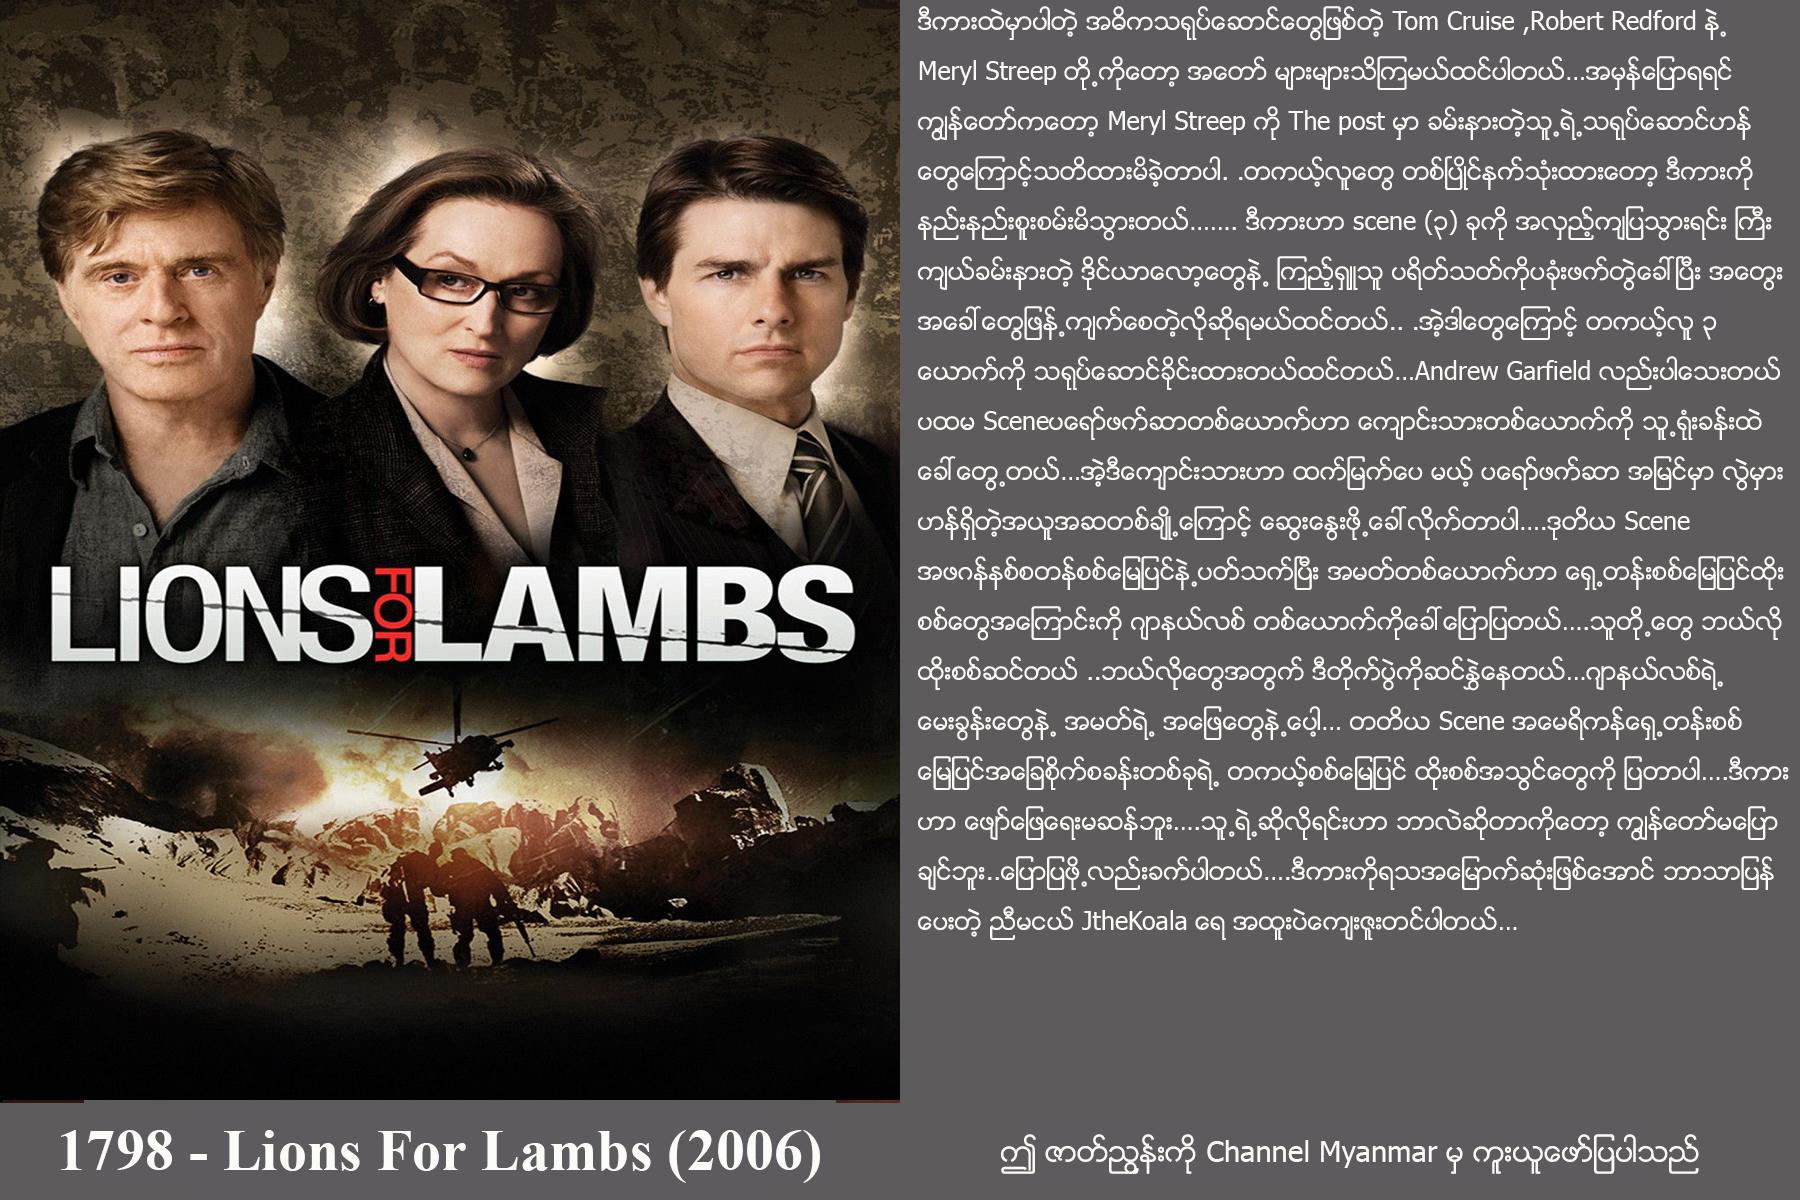 LIONS FOR LAMBS
1798 - Lions For Lambs (2006)
ဒီကားထဲမှာပါတဲ့ အဓိကသရုပ်ဆောင်တွေဖြစ်တဲ့ Tom Cruise ,Robert Redford နဲ့
Meryl Streep တို့ကိုတော့ အတော် များများသိကြမယ်ထင်ပါတယ်...အမှန်ပြောရရင်
ကျွန်တော်ကတော့ Meryl Streep ကို The post မှာ ခမ်းနားတဲ့သူ့ရဲ့သရုပ်ဆောင်ဟန်
တွေကြောင့်သတိထားမိခဲ့တာပါ. .တကယ့်လူတွေ တစ်ပြိုင်နက်သုံးထားတော့ ဒီကားကို
နည်းနည်းစူးစမ်းမိသွားတယ်....... ဒီကားဟာ scene (၃) ခုကို အလှည့်ကျပြသွားရင်း ကြီး
ကျယ်ခမ်းနားတဲ့ ဒိုင်ယာလော့တွေနဲ့ ကြည့်ရှူသူ ပရိတ်သတ်ကိုပခုံးဖက်တွဲခေါ်ပြီး အတွေး
အခေါ်တွေဖြန့်ကျက်စေတဲ့လိုဆိုရမယ်ထင်တယ်.. .အဲ့ဒါတွေကြောင့် တကယ့်လူ ၃
ယောက်ကို သရုပ်ဆောင်ခိုင်းထားတယ်ထင်တယ်...Andrew Garfield လည်းပါသေးတယ်
ပထမ Sceneပရော်ဖက်ဆာတစ်ယောက်ဟာ ကျောင်းသားတစ်ယောက်ကို သူ့ရုံးခန်းထဲ
ခေါ်တွေ့တယ်...အဲ့ဒီကျောင်းသားဟာ ထက်မြက်ပေ မယ့် ပရော်ဖက်ဆာ အမြင်မှာ လွဲမှား
ဟန်ရှိတဲ့အယူအဆတစ်ချို့ကြောင့် ဆွေးနွေးဖို့ခေါ်လိုက်တာပါ....ဒုတိယ Scene
အဖဂန်နစ်စတန်စစ်မြေပြင်နဲ့ပတ်သက်ပြီး အမတ်တစ်ယောက်ဟာ ရှေ့တန်းစစ်မြေပြင်ထိုး
စစ်တွေအကြောင်းကို ဂျာနယ်လစ် တစ်ယောက်ကိုခေါ်ပြောပြတယ်....သူတို့တွေ ဘယ်လို
ထိုးစစ်ဆင်တယ် ..ဘယ်လိုတွေအတွက် ဒီတိုက်ပွဲကိုဆင်နွှဲနေတယ်...ဂျာနယ်လစ်ရဲ့
မေးခွန်းတွေနဲ့ အမတ်ရဲ့ အဖြေတွေနဲ့ပေါ့... တတိယ Scene အမေရိကန်ရှေ့တန်းစစ်
မြေပြင်အခြေစိုက်စခန်းတစ်ခုရဲ့ တကယ့်စစ်မြေပြင် ထိုးစစ်အသွင်တွေကို ပြတာပါ....ဒီကား
ဟာ ဖျော်ဖြေရေးမဆန်ဘူး....သူ့ရဲ့ဆိုလိုရင်းဟာ ဘာလဲဆိုတာကိုတော့ ကျွန်တော်မပြော
ချင်ဘူး..ပြောပြဖို့လည်းခက်ပါတယ်....ဒီကားကိုရသအမြောက်ဆုံးဖြစ်အောင် ဘာသာပြန်
ပေးတဲ့ ညီမငယ် JtheKoala ရေ အထူးပဲကျေးဇူးတင်ပါတယ်...
ဤ ဇာတ်ညွှန်းကို Channel Myanmar မှ ကူးယူဖော်ပြပါသည်